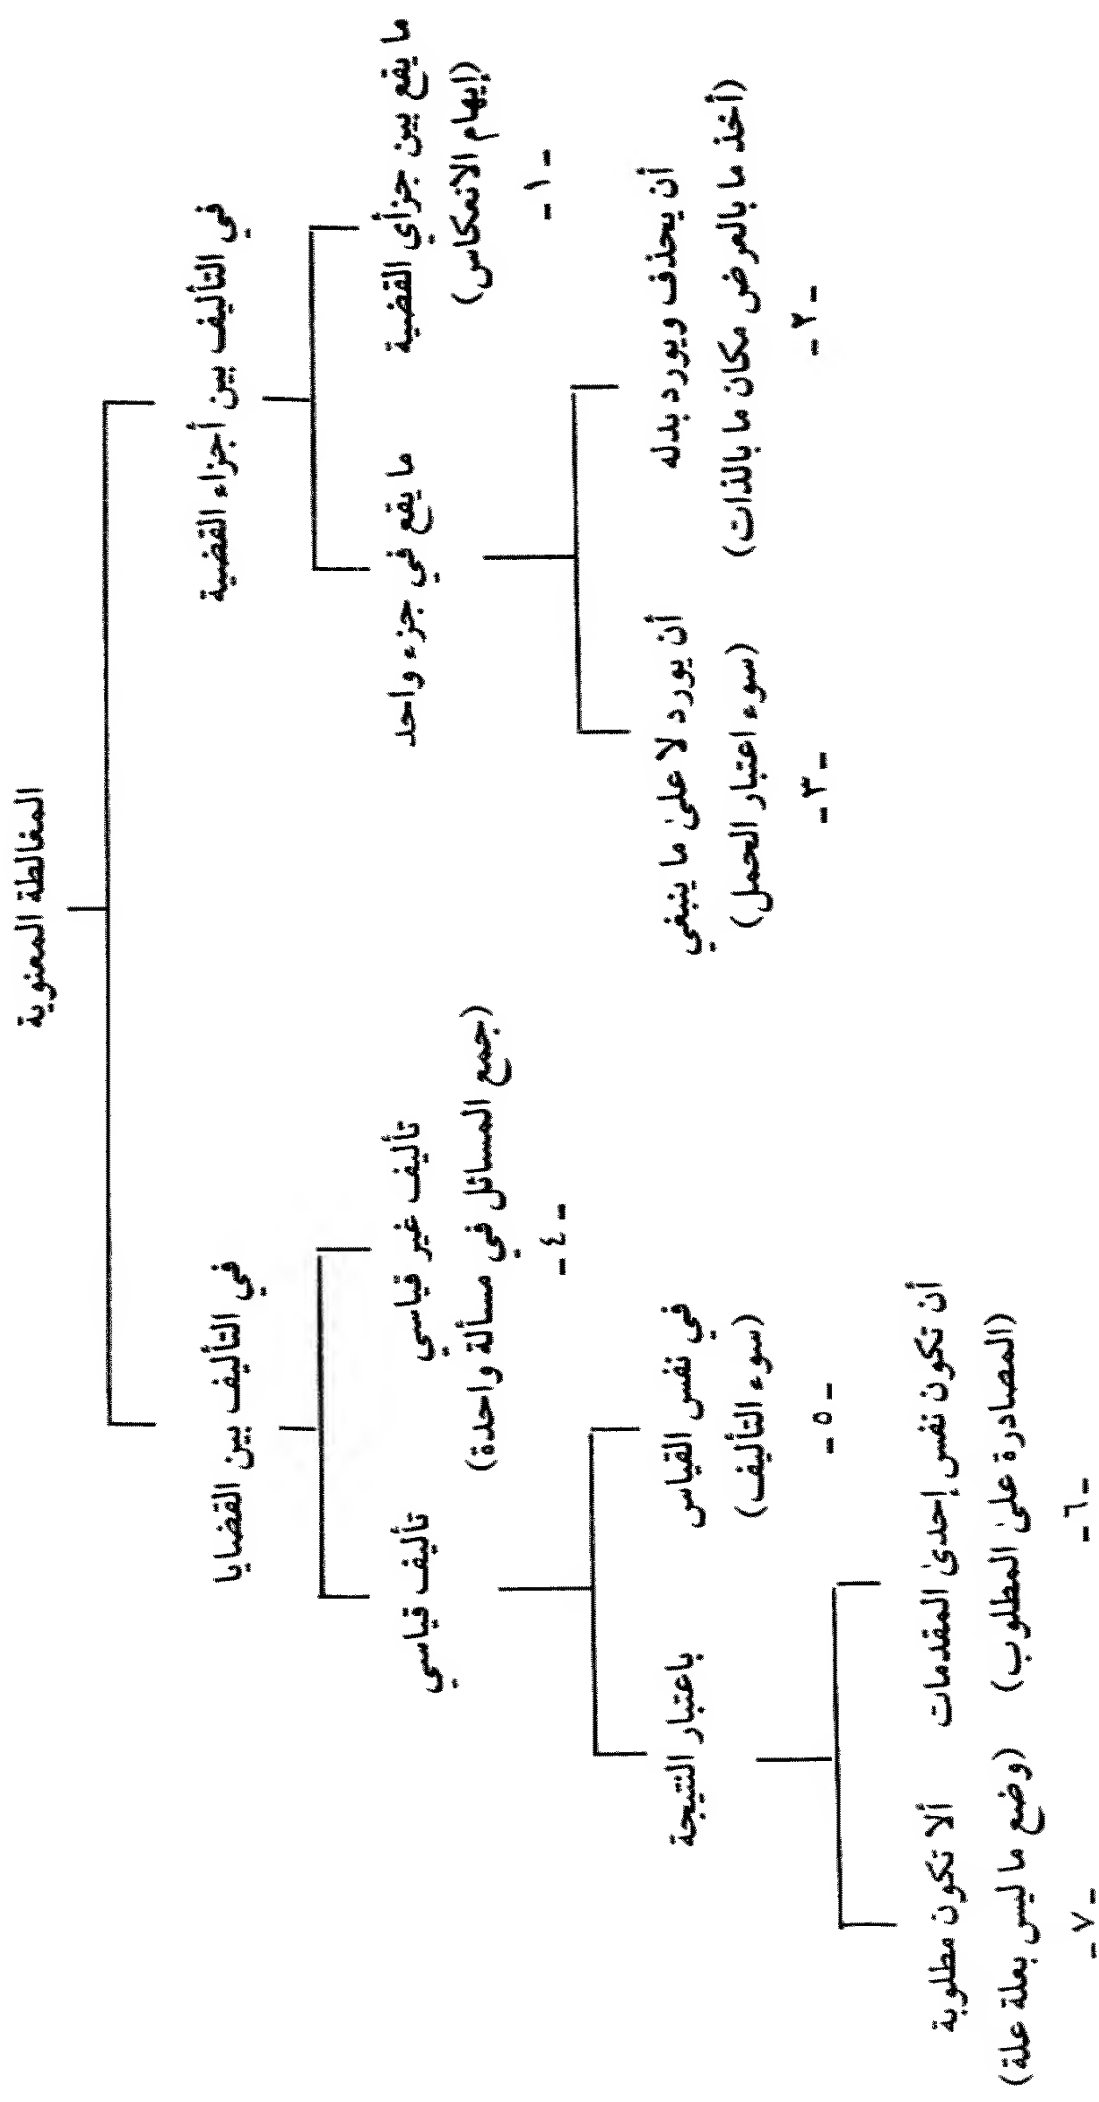 المغالطة المعنوية
في التأليف بين أجزاء القضية
ما يقع بين جزأي القضية
(إيهام الانعكاس)
- ١ -
ما يقع في جزء واحد
أن يحذف ويورد بدله
(أخذ ما بالعرض مكان ما بالذات)
- ٢ -
أن يورد لا علىٰ ما ينبغي
(سوء اعتبار الحمل)
- ٣ -
في التأليف بين القضايا
تأليف غير قياسي
(جمع المسائل في مسألة واحدة)
- ٤ -
تأليف قياسي
في نفس القياس
(سوء التأليف)
- ٥ -
باعتبار النتيجة
أن تكون نفس إحدىٰ المقدمات
(المصادرة علىٰ المطلوب)
- ٦ -
ألا تكون مطلوبة
(وضع ما ليس بعلة علة)
- ٧ -